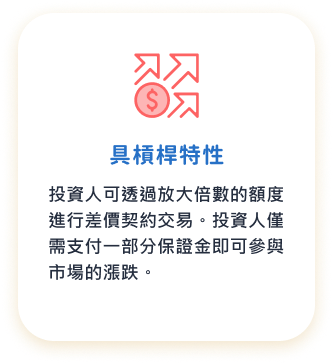 具槓桿特性
投資人可透過放大倍數的額度
進行差價契約交易。投資人僅
需支付一部分保證金即可參與
市場的漲跌。